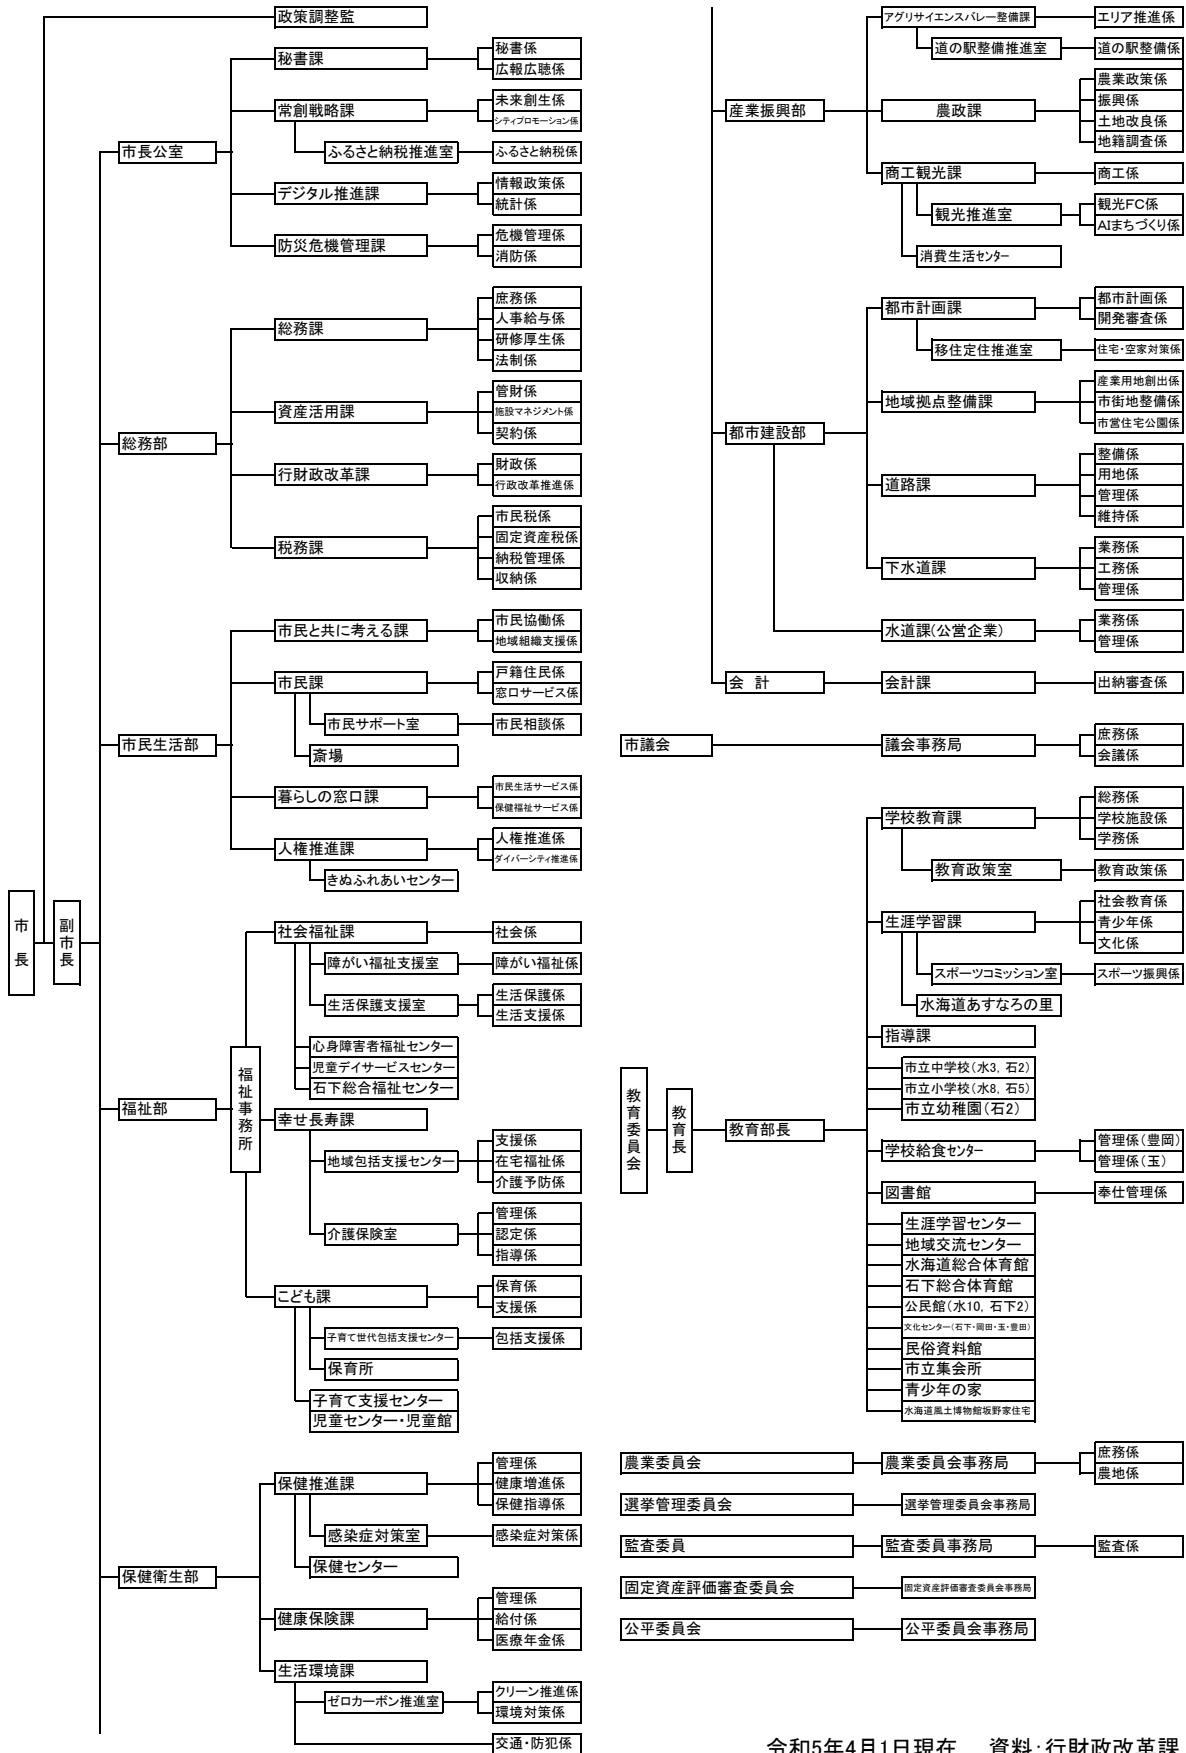 政策調整監
秘書課
秘書係
広報広聴係
常創戦略課
未来創生係
シティプロモーション係
ふるさと納税推進室
ふるさと納税係
市長公室
デジタル推進課
情報政策係
統計係
防災危機管理課
危機管理係
消防係
総務課
庶務係
人事給与係
研修厚生係
法制係
資産活用課
管財係
施設マネジメント係
契約係
総務部
行財政改革課
財政係
行政改革推進係
税務課
市民税係
固定資産税係
納税管理係
収納係
市民と共に考える課
市民協働係
地域組織支援係
市民課
戸籍住民係
窓口サービス係
市民サポート室
市民相談係
市民生活部
斎場
暮らしの窓口課
市民生活サービス係
保健福祉サービス係
人権推進課
人権推進係
ダイバーシティ推進係
きぬふれあいセンター
市長
副市長
社会福祉課
社会係
障がい福祉支援室
障がい福祉係
生活保護支援室
生活保護係
生活支援係
心身障害者福祉センター
児童デイサービスセンター
石下総合福祉センター
福祉部
福祉事務所
幸せ長寿課
地域包括支援センター
支援係
在宅福祉係
介護予防係
介護保険室
管理係
認定係
指導係
こども課
保育係
支援係
子育て世代包括支援センター
包括支援係
保育所
子育て支援センター
児童センター・児童館
保健推進課
管理係
健康増進係
保健指導係
感染症対策室
感染症対策係
保健センター
保健衛生部
健康保険課
管理係
給付係
医療年金係
生活環境課
ゼロカーボン推進室
クリーン推進係
環境対策係
交通・防犯係
アグリサイエンスバレー整備課
エリア推進係
道の駅整備推進室
道の駅整備係
産業振興部
農政課
農業政策係
振興係
土地改良係
地籍調査係
商工観光課
商工係
観光推進室
観光FC係
AIまちづくり係
消費生活センター
都市計画課
都市計画係
開発審査係
移住定住推進室
住宅・空家対策係
地域拠点整備課
産業用地創出係
市街地整備係
市営住宅公園係
都市建設部
道路課
整備係
用地係
管理係
維持係
下水道課
業務係
工務係
管理係
水道課(公営企業)
業務係
管理係
会 計
会計課
出納審査係
市議会
議会事務局
庶務係
会議係
学校教育課
総務係
学校施設係
学務係
教育政策室
教育政策係
生涯学習課
社会教育係
青少年係
文化係
スポーツコミッション室
スポーツ振興係
水海道あすなろの里
指導課
市立中学校(水3, 石2)
市立小学校(水8, 石5)
市立幼稚園(石2)
教育委員会
教育長
教育部長
学校給食センター
管理係(豊岡)
管理係(玉)
図書館
奉仕管理係
生涯学習センター
地域交流センター
水海道総合体育館
石下総合体育館
公民館(水10, 石下2)
文化センター(石下・岡田・玉・豊田)
民俗資料館
市立集会所
青少年の家
水海道風土博物館坂野家住宅
農業委員会
農業委員会事務局
庶務係
農地係
選挙管理委員会
選挙管理委員会事務局
監査委員
監査委員事務局
監査係
固定資産評価審査委員会
固定資産評価審査委員会事務局
公平委員会
公平委員会事務局
令和5年4月1日現在 資料:行財政改革課